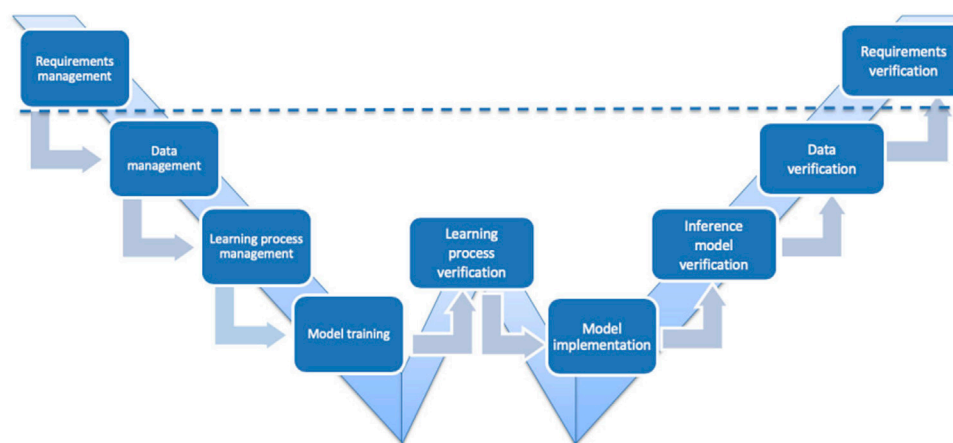 Requirements
management
Data
management
Learning process
management
Model training
Learning
process
verification
Model
implementation
Inference
model
verification
Data
verification
Requirements
verification